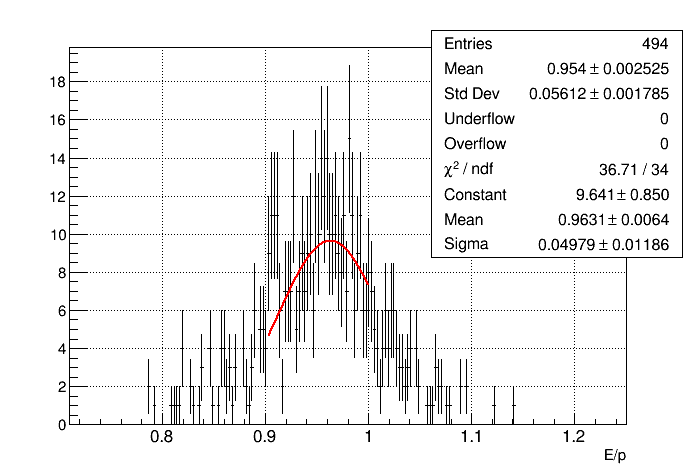 Entries 494
Mean 0.954 ± 0.002525
Std Dev 0.05612 ± 0.001785
Underflow 0
Overflow 0
χ² / ndf 36.71 / 34
Constant 9.641 ± 0.850
Mean 0.9631 ± 0.0064
Sigma 0.04979 ± 0.01186
18
16
14
12
10
8
6
4
2
0
0.8 0.9 1 1.1 1.2
E/p